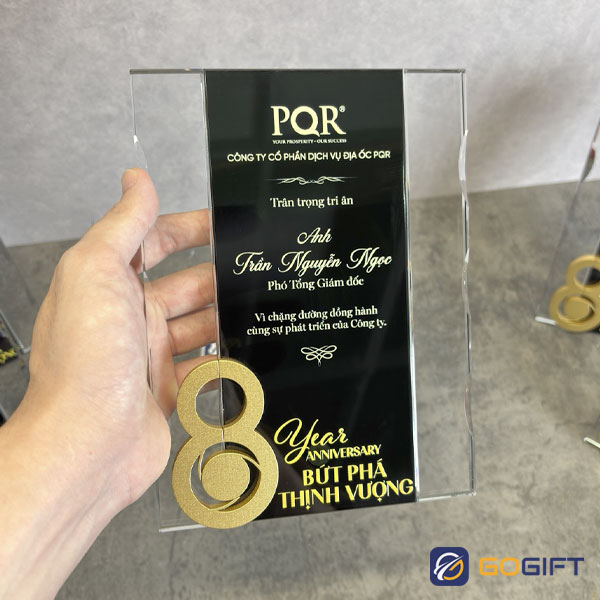 PQR®
YOUR PROSPERITY - OUR SUCCESS
CÔNG TY CỔ PHẦN DỊCH VỤ ĐỊA ỐC PQR
Trân trọng tri ân
Anh
Trần Nguyễn Ngọc
Phó Tổng Giám đốc
Vì chặng đường đồng hành
cùng sự phát triển của Công ty.
8 Year
ANNIVERSARY
BỨT PHÁ
THỊNH VƯỢNG
GOGIFT